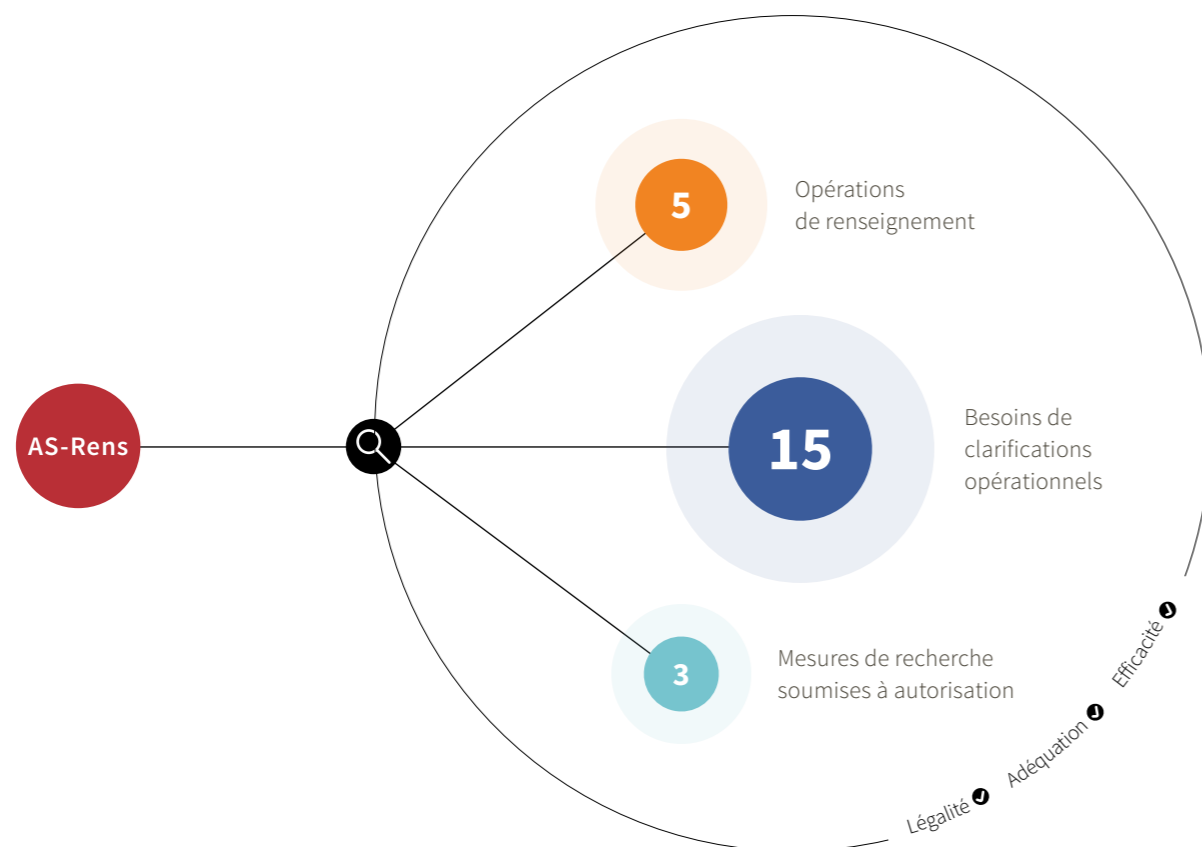 5
Opérations
de renseignement
AS-Rens
15
Besoins de
clarifications
opérationnels
3
Mesures de recherche
soumises à autorisation
Légalité
Adéquation
Efficacité